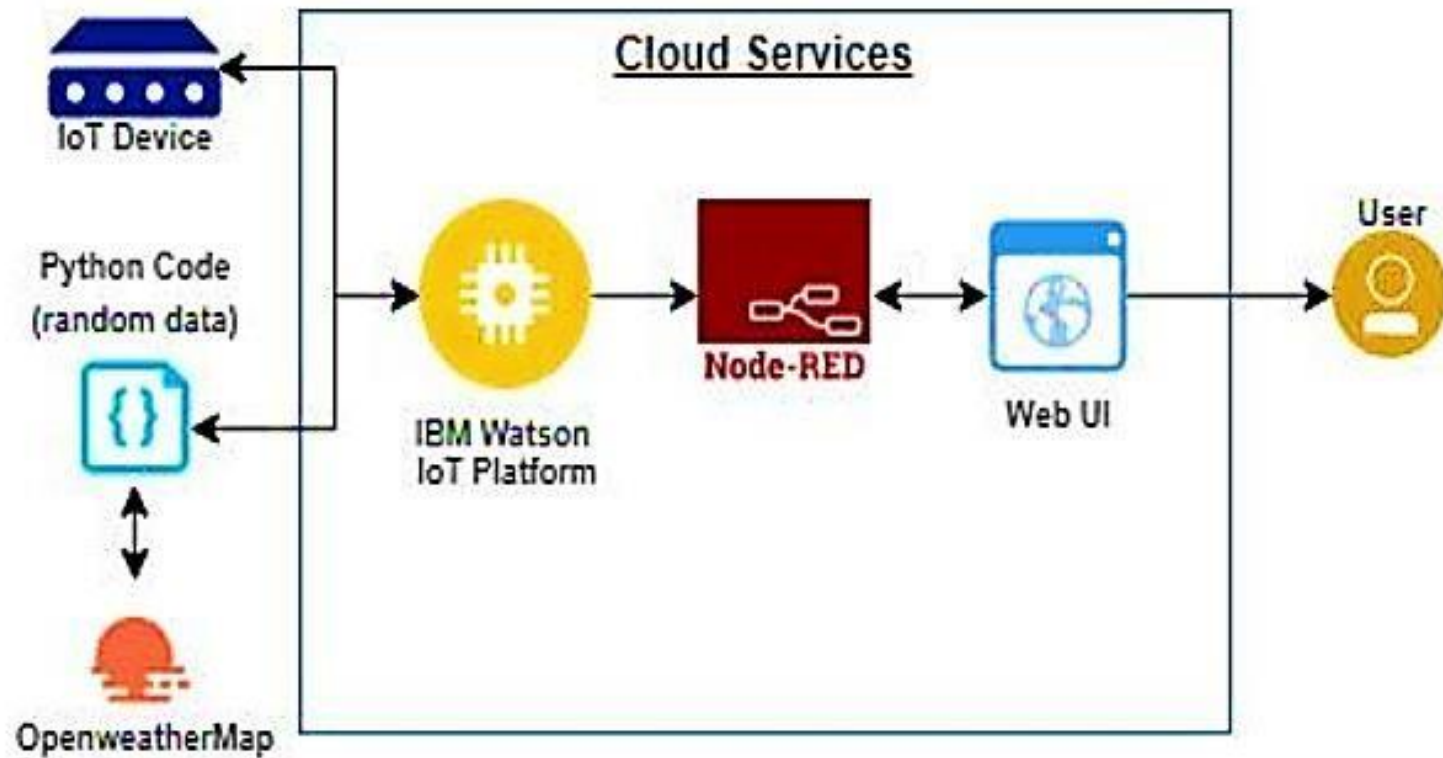 Cloud Services
IoT Device
Python Code
(random data)
OpenweatherMap
IBM Watson
IoT Platform
Node-RED
Web UI
User